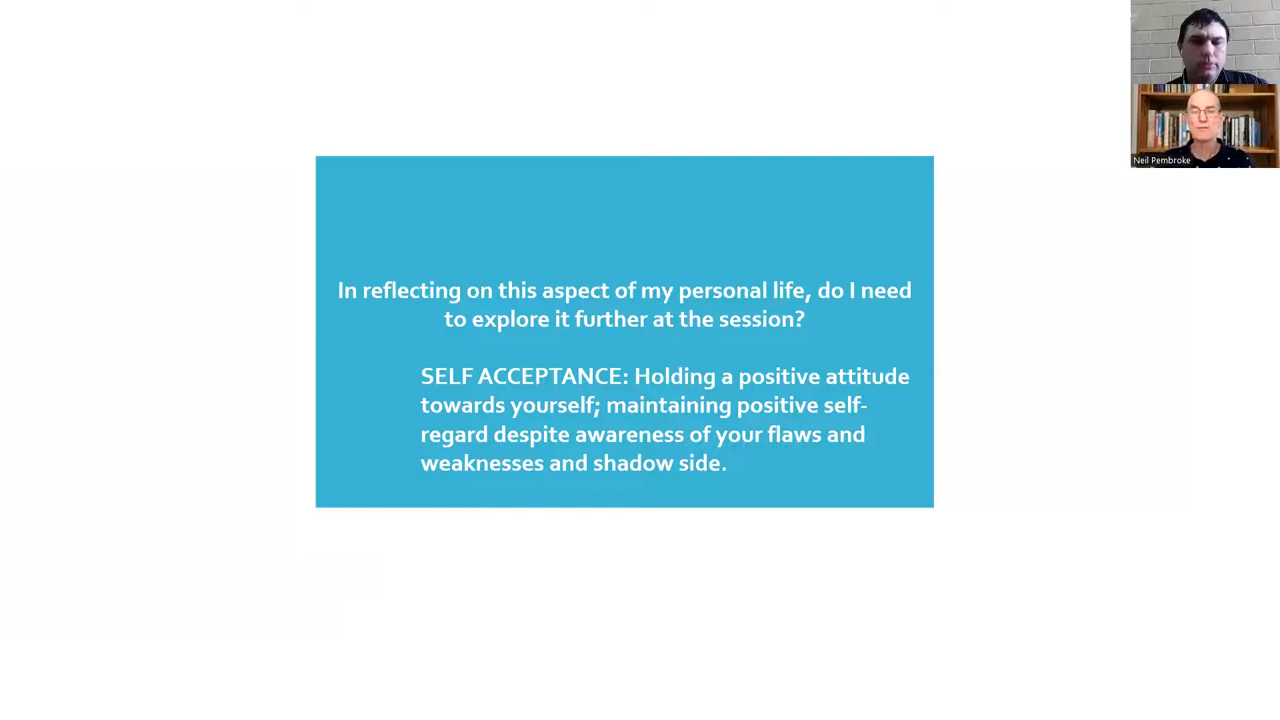 Neil Pembroke
In reflecting on this aspect of my personal life, do I need
to explore it further at the session?
SELF ACCEPTANCE: Holding a positive attitude
towards yourself; maintaining positive self-
regard despite awareness of your flaws and
weaknesses and shadow side.